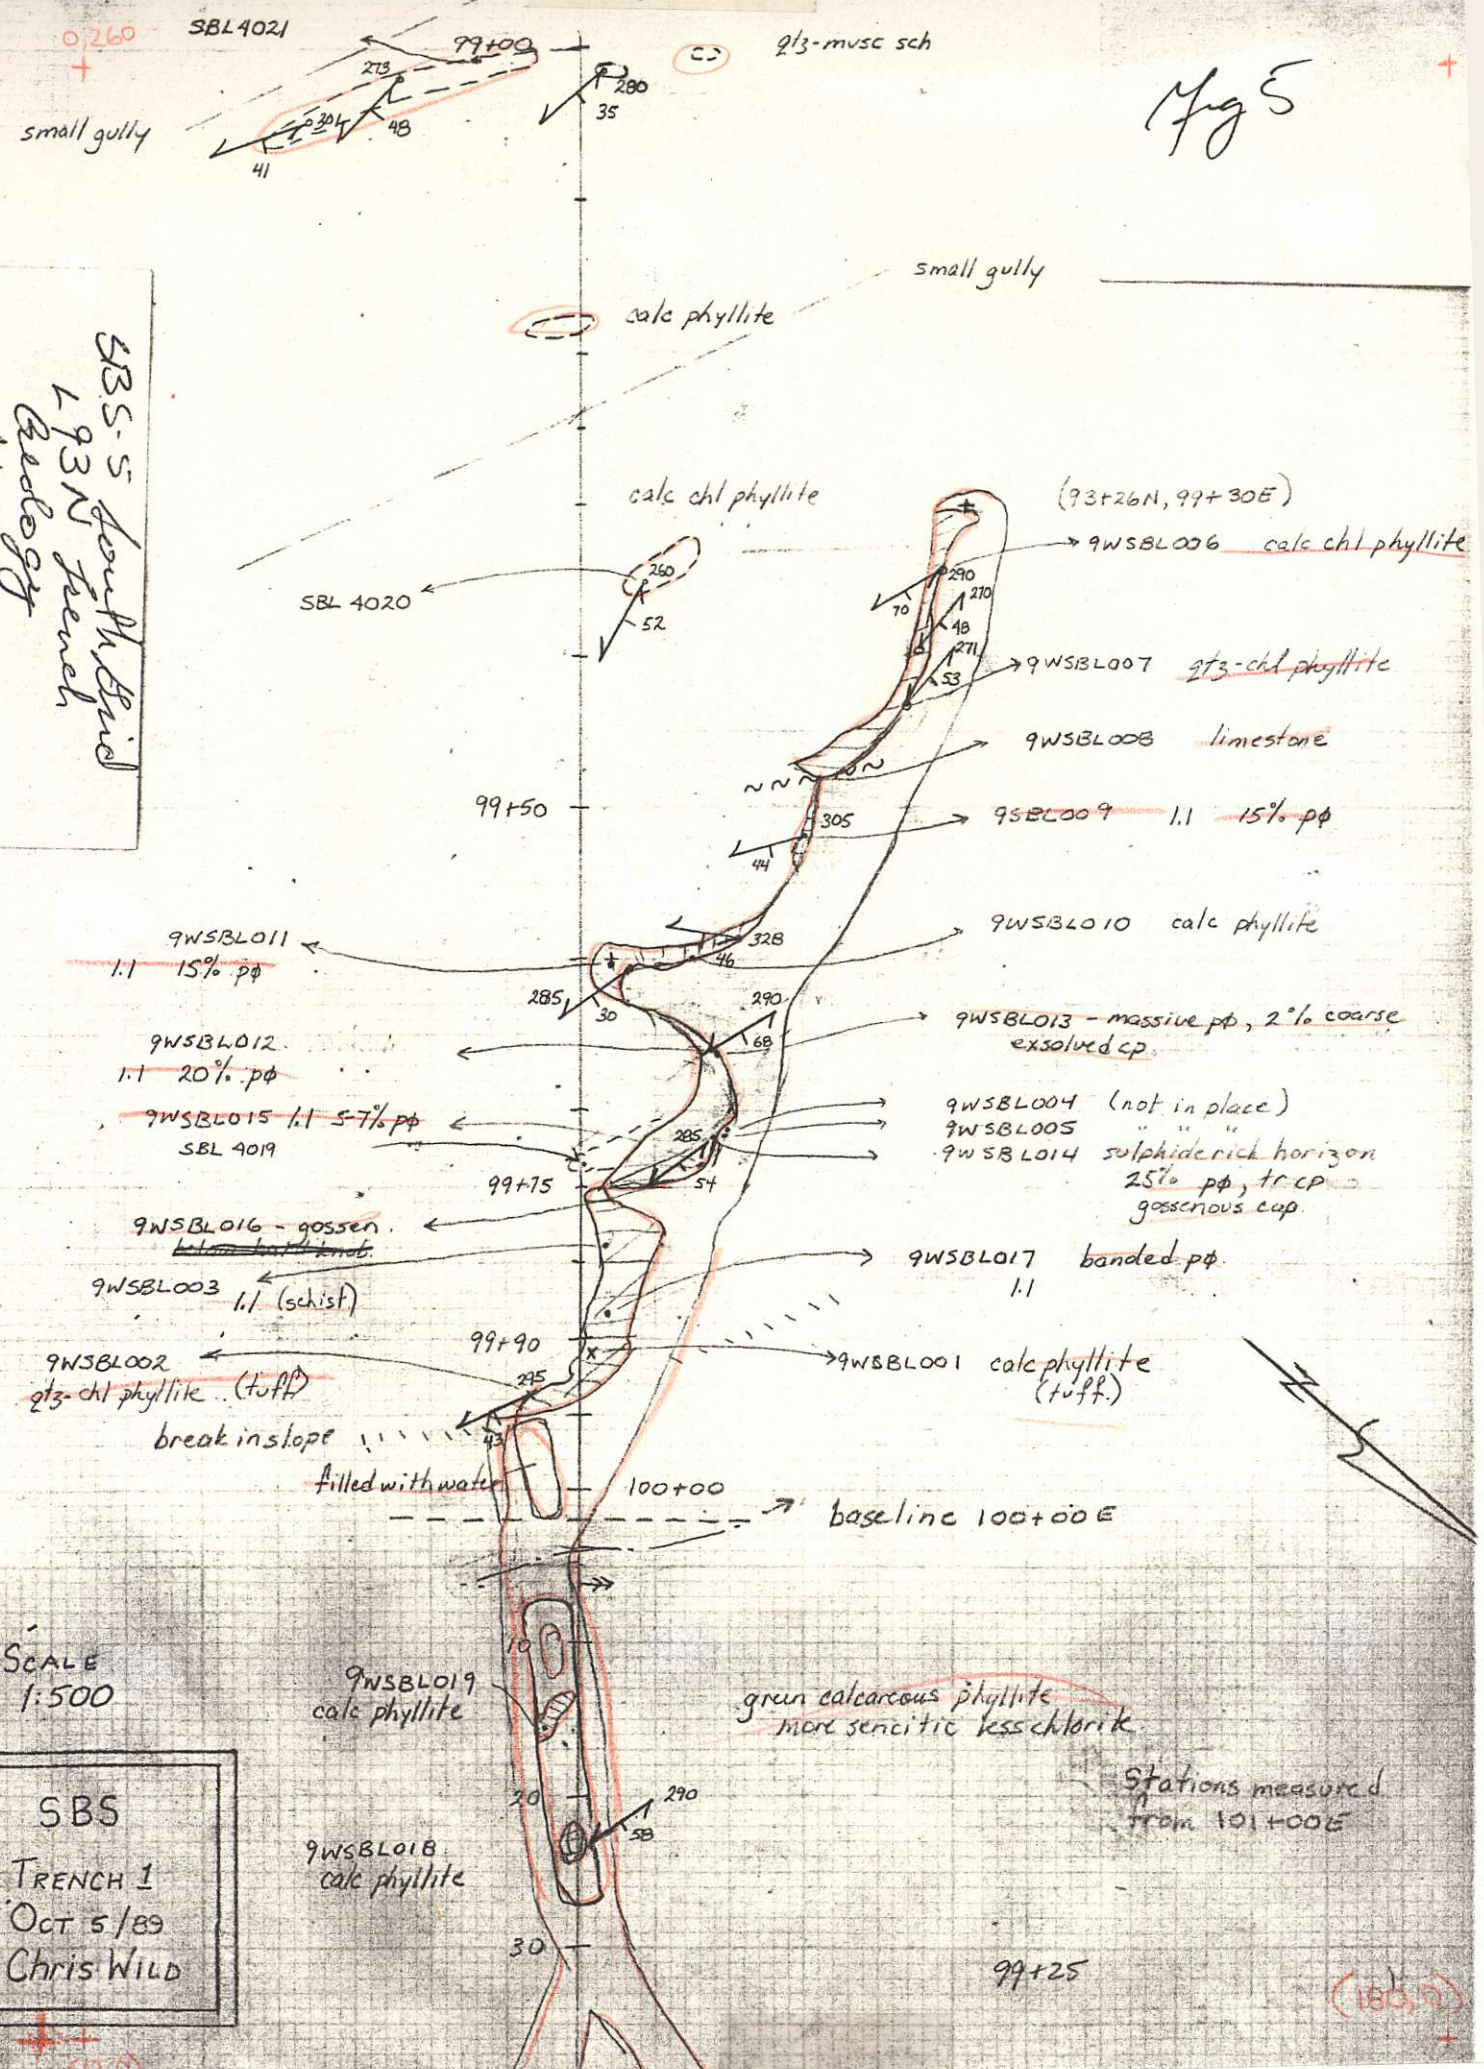 0,260
SBL4021
99+00
qtz-musc sch
Fig 5
273
280
35
304
48
41
small gully
small gully
calc phyllite
SBS-5 South Grid
L93N Trench
Geology
calc chl phyllite
(93+26N, 99+30E)
9WSBL006 calc chl phyllite
260
290
SBL 4020
70
270
52
48
271
9WSBL007 qtz-chl phyllite
53
9WSBL008 limestone
99+50
305
9SBL009 1.1 15% pφ
44
9WSBL010 calc phyllite
9WSBL011
1.1 15% pφ
328
46
285
30
290
9WSBL013 - massive pφ, 2% coarse
exsolved cp
9WSBL012
1.1 20% pφ
68
9WSBL004 (not in place)
9WSBL015 1.1 5-7% pφ
9WSBL005 " " "
SBL 4019
285
9WSBL014 sulphide rich horizon
25% pφ, tr cp
gossenous cap
99+75
54
9WSBL016 - gossen
below hard knob
9WSBL017 banded pφ
1.1
9WSBL003 1.1 (schist)
99+90
9WSBL002
qtz-chl phyllite (tuff)
9WSBL001 calc phyllite
(tuff)
295
43
break in slope
filled with water
100+00
baseline 100+00E
SCALE
1:500
10
9WSBL019
calc phyllite
green calcareous phyllite
more sericitic less chlorite
20
290
58
Stations measured
from 101+00E
9WSBL018
calc phyllite
SBS
TRENCH 1
OCT 5/89
Chris WILD
30
99+25
(180,0)